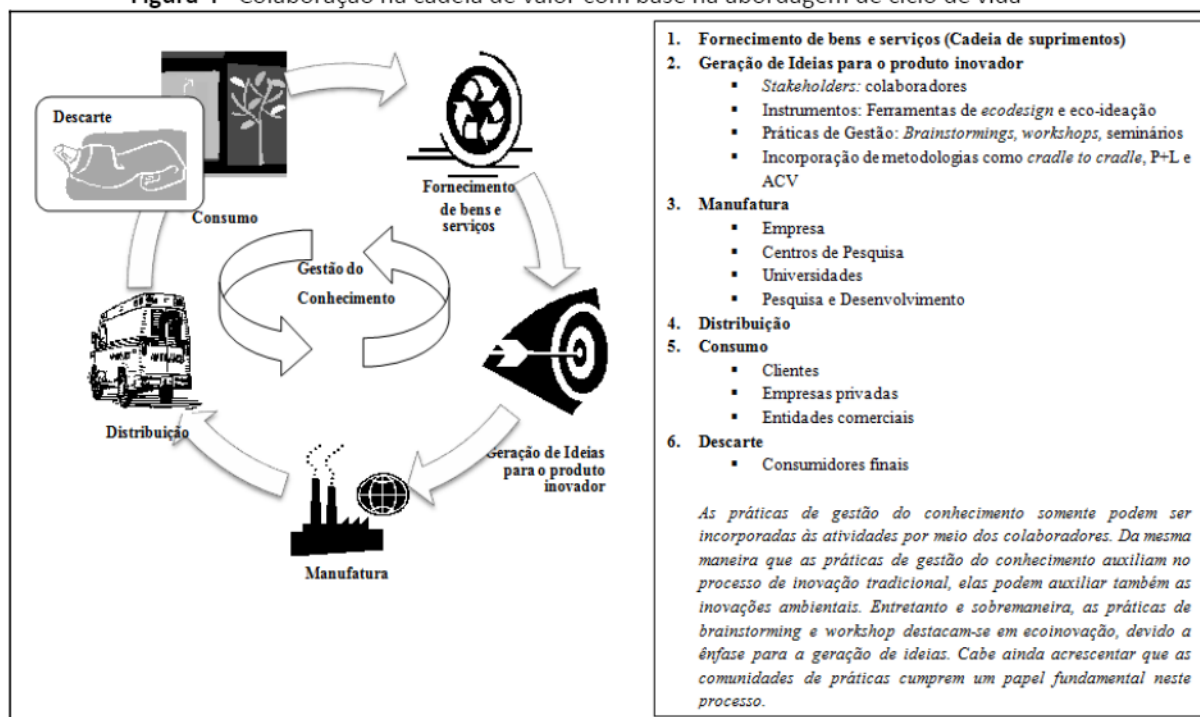 Figura 4 - Colaboração na cadeia de valor com base na abordagem de ciclo de vida
Descarte
Consumo
Fornecimento
de bens e
serviços
Gestão do
Conhecimento
Distribuição
Geração de Ideias
para o produto
inovador
Manufatura
1. Fornecimento de bens e serviços (Cadeia de suprimentos)
2. Geração de Ideias para o produto inovador
▪ Stakeholders: colaboradores
▪ Instrumentos: Ferramentas de ecodesign e eco-ideação
▪ Práticas de Gestão: Brainstormings, workshops, seminários
▪ Incorporação de metodologias como cradle to cradle, P+L e
ACV
3. Manufatura
▪ Empresa
▪ Centros de Pesquisa
▪ Universidades
▪ Pesquisa e Desenvolvimento
4. Distribuição
5. Consumo
▪ Clientes
▪ Empresas privadas
▪ Entidades comerciais
6. Descarte
▪ Consumidores finais
As práticas de gestão do conhecimento somente podem ser
incorporadas às atividades por meio dos colaboradores. Da mesma
maneira que as práticas de gestão do conhecimento auxiliam no
processo de inovação tradicional, elas podem auxiliar também as
inovações ambientais. Entretanto e sobremaneira, as práticas de
brainstorming e workshop destacam-se em ecoinovação, devido a
ênfase para a geração de ideias. Cabe ainda acrescentar que as
comunidades de práticas cumprem um papel fundamental neste
processo.